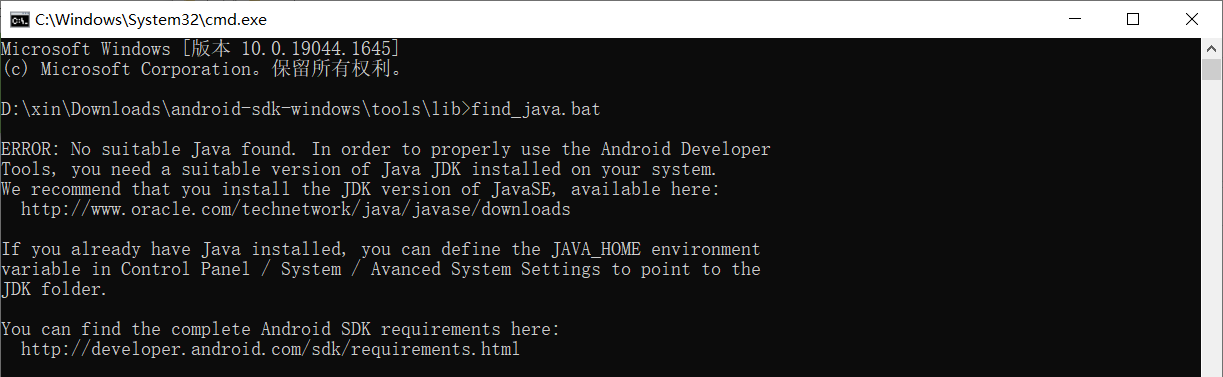 C:\Windows\System32\cmd.exe
Microsoft Windows [版本 10.0.19044.1645]
(c) Microsoft Corporation。保留所有权利。
D:\xin\Downloads\android-sdk-windows\tools\lib>find_java.bat
ERROR: No suitable Java found. In order to properly use the Android Developer
Tools, you need a suitable version of Java JDK installed on your system.
We recommend that you install the JDK version of JavaSE, available here:
http://www.oracle.com/technetwork/java/javase/downloads
If you already have Java installed, you can define the JAVA_HOME environment
variable in Control Panel / System / Avanced System Settings to point to the
JDK folder.
You can find the complete Android SDK requirements here:
http://developer.android.com/sdk/requirements.html